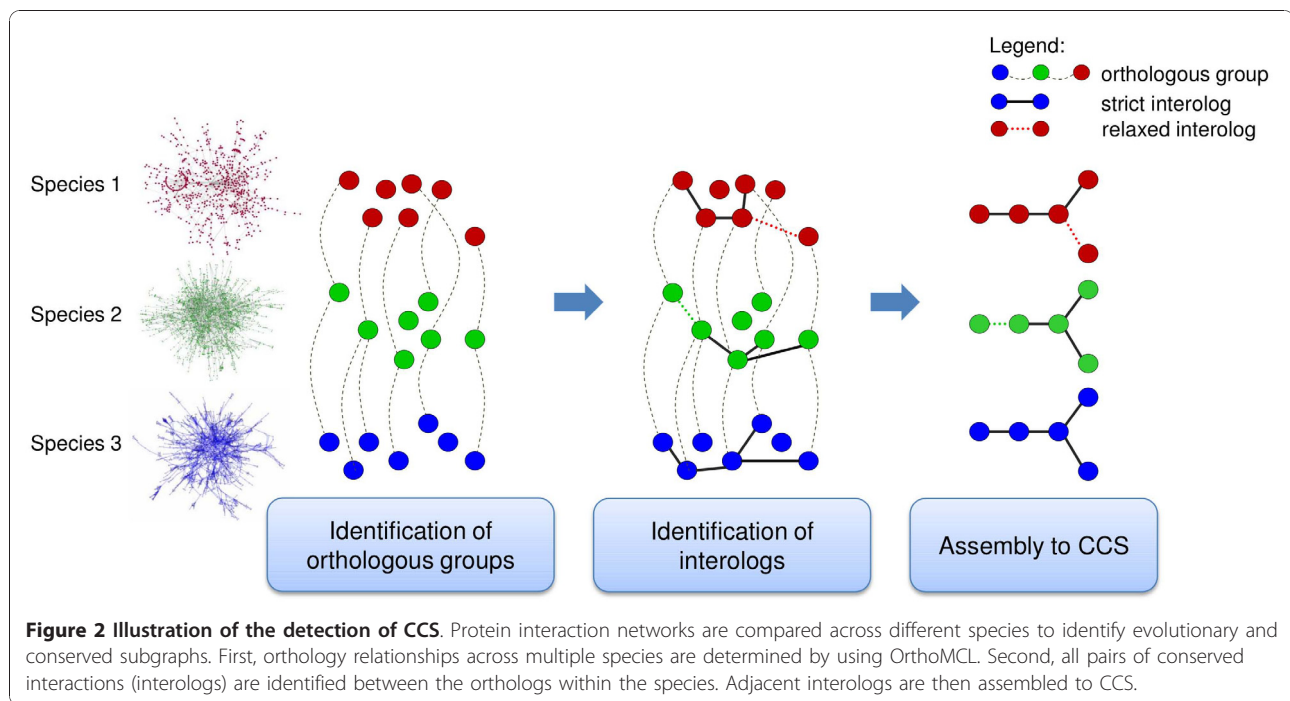 Legend:
orthologous group
strict interolog
relaxed interolog
Species 1
Species 2
Species 3
Identification of
orthologous groups
Identification of
interologs
Assembly to CCS
Figure 2 Illustration of the detection of CCS. Protein interaction networks are compared across different species to identify evolutionary and
conserved subgraphs. First, orthology relationships across multiple species are determined by using OrthoMCL. Second, all pairs of conserved
interactions (interologs) are identified between the orthologs within the species. Adjacent interologs are then assembled to CCS.